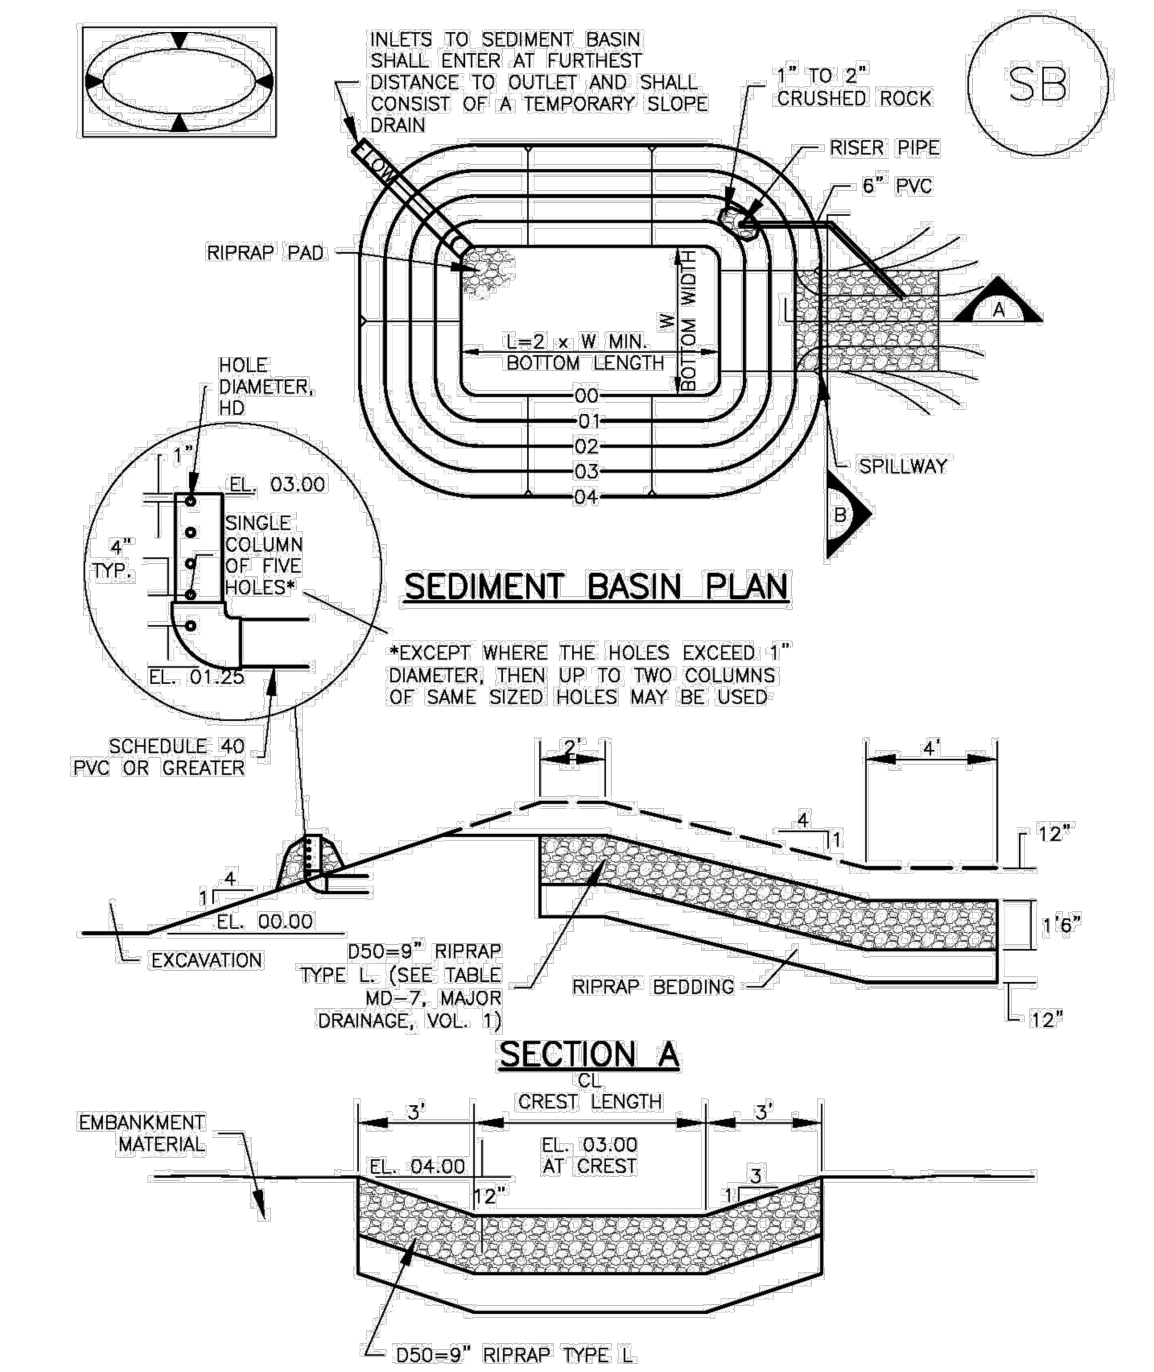 INLETS TO SEDIMENT BASIN
SHALL ENTER AT FURTHEST
DISTANCE TO OUTLET AND SHALL
CONSIST OF A TEMPORARY SLOPE
DRAIN
1" TO 2"
CRUSHED ROCK
SB
RISER PIPE
6" PVC
FLOW
RIPRAP PAD
W
BOTTOM WIDTH
L=2 x W MIN.
BOTTOM LENGTH
A
00
01
02
03
04
SPILLWAY
B
HOLE
DIAMETER,
HD
1"
EL. 03.00
SINGLE
COLUMN
OF FIVE
HOLES*
4"
TYP.
EL. 01.25
SEDIMENT BASIN PLAN
*EXCEPT WHERE THE HOLES EXCEED 1"
DIAMETER, THEN UP TO TWO COLUMNS
OF SAME SIZED HOLES MAY BE USED
SCHEDULE 40
PVC OR GREATER
2'
4'
4
1
12"
4
1
EL. 00.00
1'6"
EXCAVATION
D50=9" RIPRAP
TYPE L. (SEE TABLE
MD-7, MAJOR
DRAINAGE, VOL. 1)
RIPRAP BEDDING
12"
SECTION A
CL
CREST LENGTH
3'
3'
EMBANKMENT
MATERIAL
EL. 03.00
AT CREST
EL. 04.00
12"
3
1
D50=9" RIPRAP TYPE L